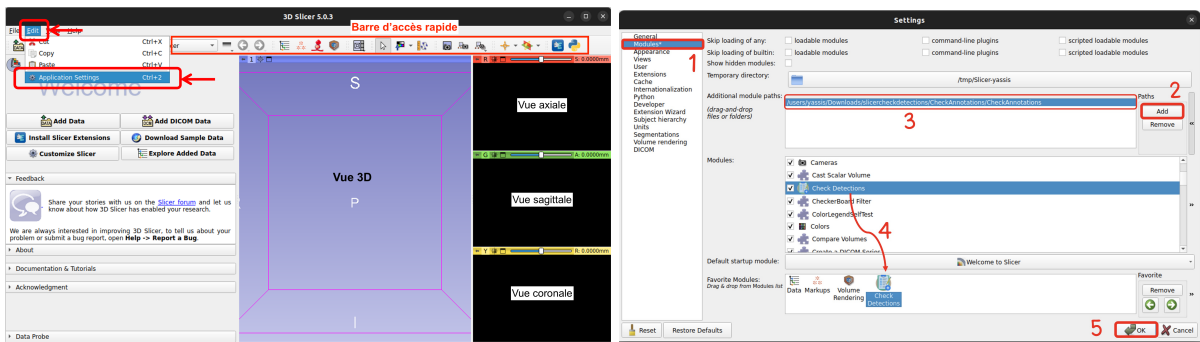 3D Slicer 5.0.3
File Edit Help
Barre d'accès rapide
Cut Ctrl+X
Copy Ctrl+C
Paste Ctrl+V
Application Settings Ctrl+2
Welcome
Add Data
Add DICOM Data
Install Slicer Extensions
Download Sample Data
Customize Slicer
Explore Added Data
Feedback
Share your stories with us on the Slicer forum and let us
know about how 3D Slicer has enabled your research.
We are always interested in improving 3D Slicer, to tell us about your
problem or submit a bug report, open Help -> Report a Bug.
About
Documentation & Tutorials
Acknowledgment
Data Probe
1
S
Vue 3D
P
I
R
S: 0.0000mm
Vue axiale
G
A: 0.0000mm
Vue sagittale
Y
R: 0.0000mm
Vue coronale
Settings
General
Modules*
Appearance
Views
User
Extensions
Cache
Internationalization
Python
Developer
Extension Wizard
Subject hierarchy
Units
Segmentations
Volume rendering
DICOM
1
Skip loading of any: loadable modules command-line plugins scripted loadable modules
Skip loading of builtin: loadable modules command-line plugins scripted loadable modules
Show hidden modules:
Temporary directory: /tmp/Slicer-yassis
Additional module paths:
(drag-and-drop
files or folders)
/users/yassis/Downloads/slicercheckdetections/CheckAnnotations/CheckAnnotations
3
2
Paths
Add
Remove
«
Modules:
Cameras
Cast Scalar Volume
Check Detections
CheckerBoard Filter
ColorLegendSelfTest
Colors
Compare Volumes
Create a DICOM Series
»
4
Default startup module: Welcome to Slicer
Favorite Modules:
Drag & drop from Modules list
Data
Markups
Volume
Rendering
Check
Detections
Favorite
Remove
»
Reset
Restore Defaults
5
OK
Cancel